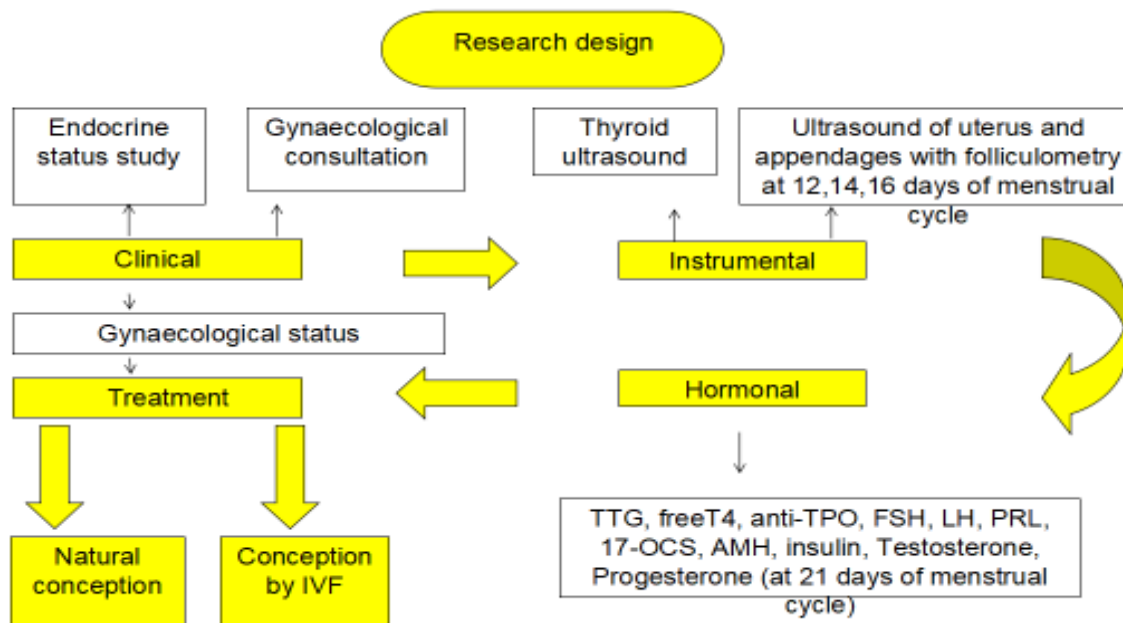 Research design
Endocrine
status study
Gynaecological
consultation
Thyroid
ultrasound
Ultrasound of uterus and
appendages with folliculometry
at 12,14,16 days of menstrual
cycle
Clinical
Instrumental
Gynaecological status
Treatment
Hormonal
Natural
conception
Conception
by IVF
TTG, freeT4, anti-TPO, FSH, LH, PRL,
17-OCS, AMH, insulin, Testosterone,
Progesterone (at 21 days of menstrual
cycle)